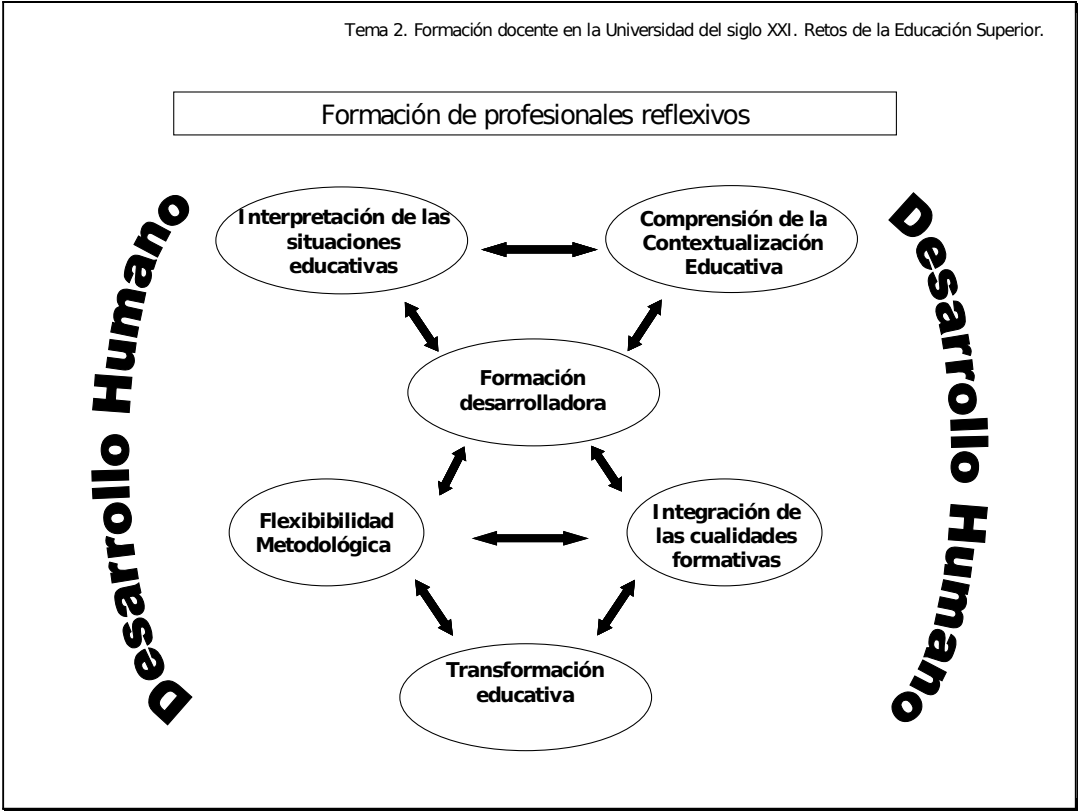 Tema 2. Formación docente en la Universidad del siglo XXI. Retos de la Educación Superior.
Formación de profesionales reflexivos
Desarrollo Humano
Interpretación de las
situaciones
educativas
Comprensión de la
Contextualización
Educativa
Desarrollo Humano
Formación
desarrolladora
Flexibibilidad
Metodológica
Integración de
las cualidades
formativas
Transformación
educativa